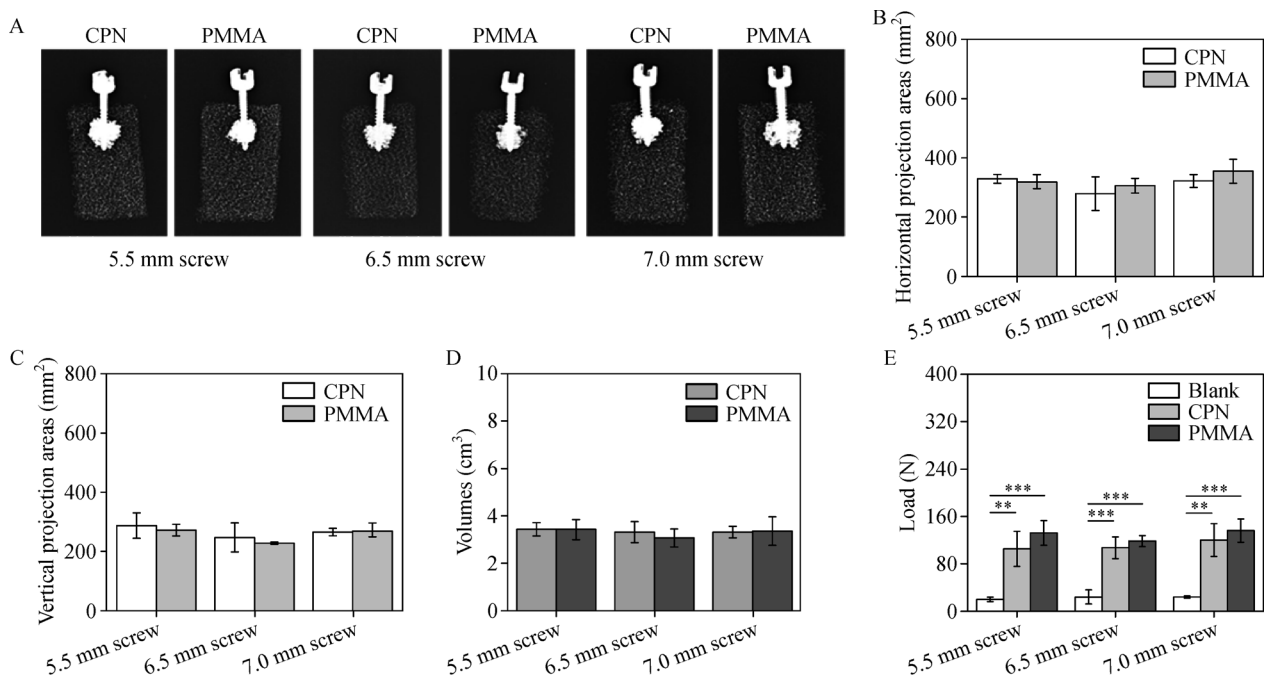 A
CPN PMMA CPN PMMA CPN PMMA
5.5 mm screw 6.5 mm screw 7.0 mm screw
B
Horizontal projection areas (mm²)
800
600
400
200
0
CPN
PMMA
5.5 mm screw 6.5 mm screw 7.0 mm screw
C
Vertical projection areas (mm²)
800
600
400
200
0
CPN
PMMA
5.5 mm screw 6.5 mm screw 7.0 mm screw
D
Volumes (cm³)
10
8
6
4
2
0
CPN
PMMA
5.5 mm screw 6.5 mm screw 7.0 mm screw
E
Load (N)
400
320
240
160
80
0
Blank
CPN
PMMA
*** *** ***
** *** **
5.5 mm screw 6.5 mm screw 7.0 mm screw